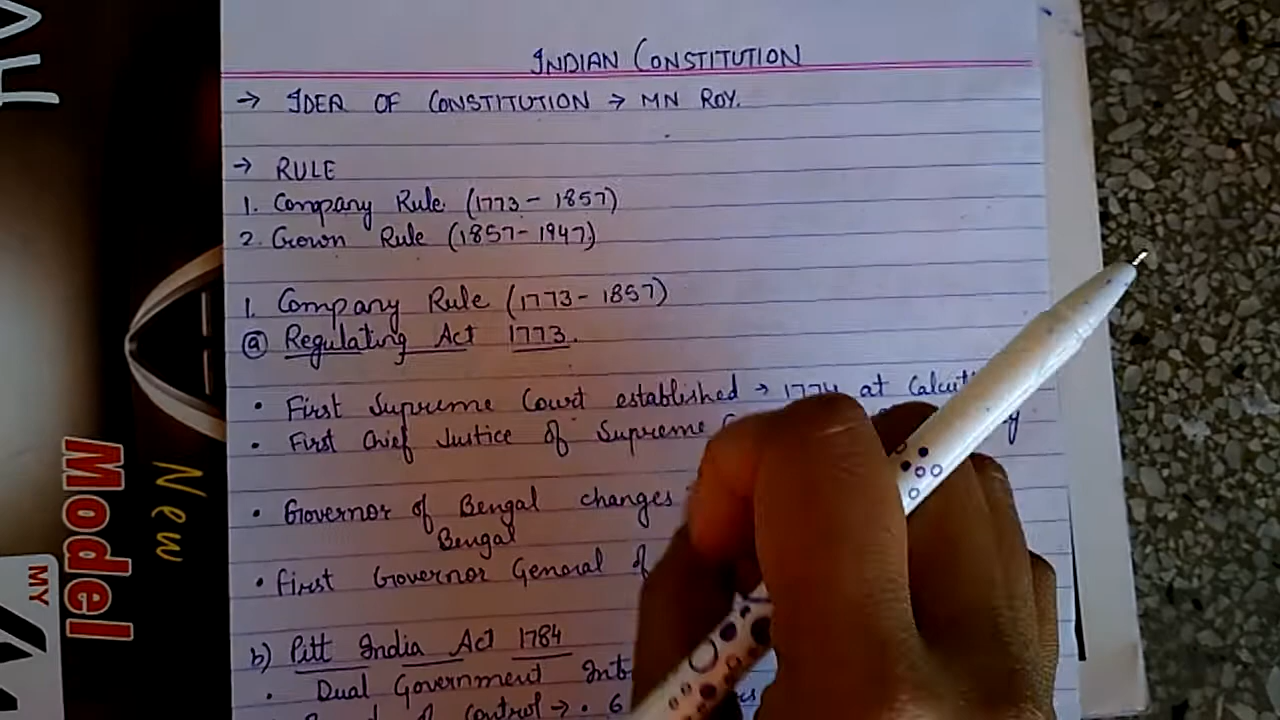 INDIAN CONSTITUTION
→ IDEA OF CONSTITUTION → MN ROY.
→ RULE
1. Company Rule (1773 - 1857)
2. Crown Rule (1857 - 1947)
1. Company Rule (1773 - 1857)
ⓐ Regulating Act 1773.
• First Supreme Court established → 1774 at
• First Chief Justice of Supreme
• Governor of Bengal changes
Bengal
• First Governor General of
b) Pitt India Act 1784
• Dual Government
Control → • 6
New
Model
MY